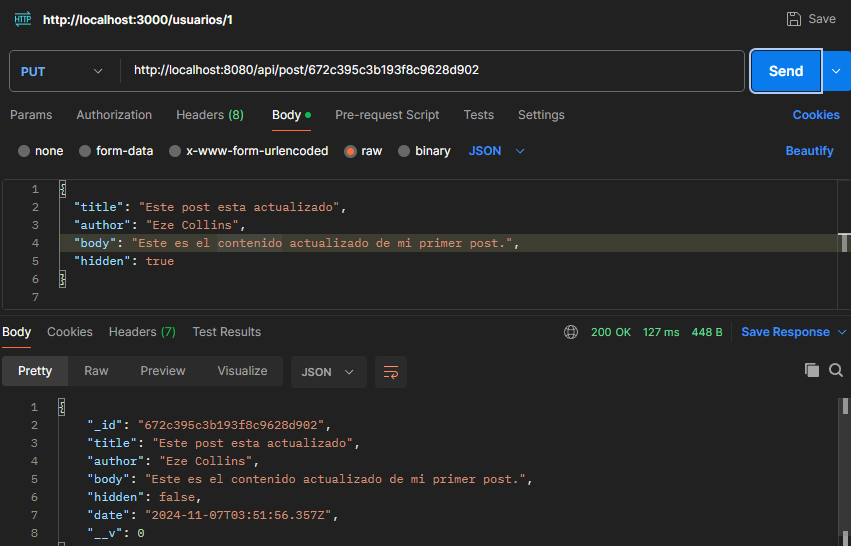 HTTP http://localhost:3000/usuarios/1 Save
PUT http://localhost:8080/api/post/672c395c3b193f8c9628d902 Send
Params Authorization Headers (8) Body Pre-request Script Tests Settings Cookies
none form-data x-www-form-urlencoded raw binary JSON Beautify
1 {
2 "title": "Este post esta actualizado",
3 "author": "Eze Collins",
4 "body": "Este es el contenido actualizado de mi primer post.",
5 "hidden": true
6 }
7
Body Cookies Headers (7) Test Results 200 OK 127 ms 448 B Save Response
Pretty Raw Preview Visualize JSON
1 {
2 "_id": "672c395c3b193f8c9628d902",
3 "title": "Este post esta actualizado",
4 "author": "Eze Collins",
5 "body": "Este es el contenido actualizado de mi primer post.",
6 "hidden": false,
7 "date": "2024-11-07T03:51:56.357Z",
8 "__v": 0